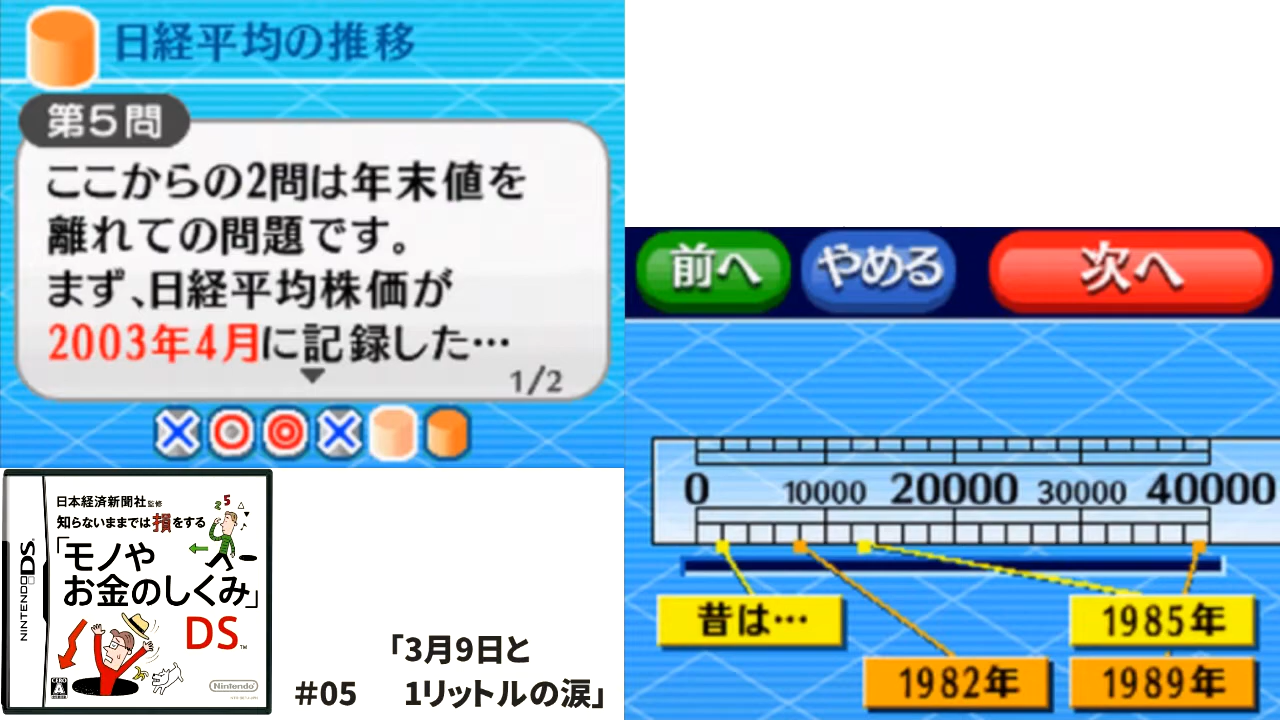 日経平均の推移
第5問
ここからの2問は年末値を
離れての問題です。
まず、日経平均株価が
2003年4月に記録した…
1/2
前へ
やめる
次へ
0 10000 20000 30000 40000
昔は…
1985年
1982年
1989年
NINTENDO DS
日本経済新聞社監修
知らないままでは損をする
「モノや
お金のしくみ」
DS™
2 5
CERO
A
Nintendo
「3月9日と
#05 1リットルの涙」